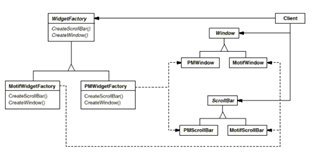 WidgetFactory
CreateScrollBar()
CreateWindow()
Client
Window
PMWindow
MotifWindow
MotifWidgetFactory
CreateScrollBar()
CreateWindow()
PMWidgetFactory
CreateScrollBar()
CreateWindow()
ScrollBar
PMScrollBar
MotifScrollBar